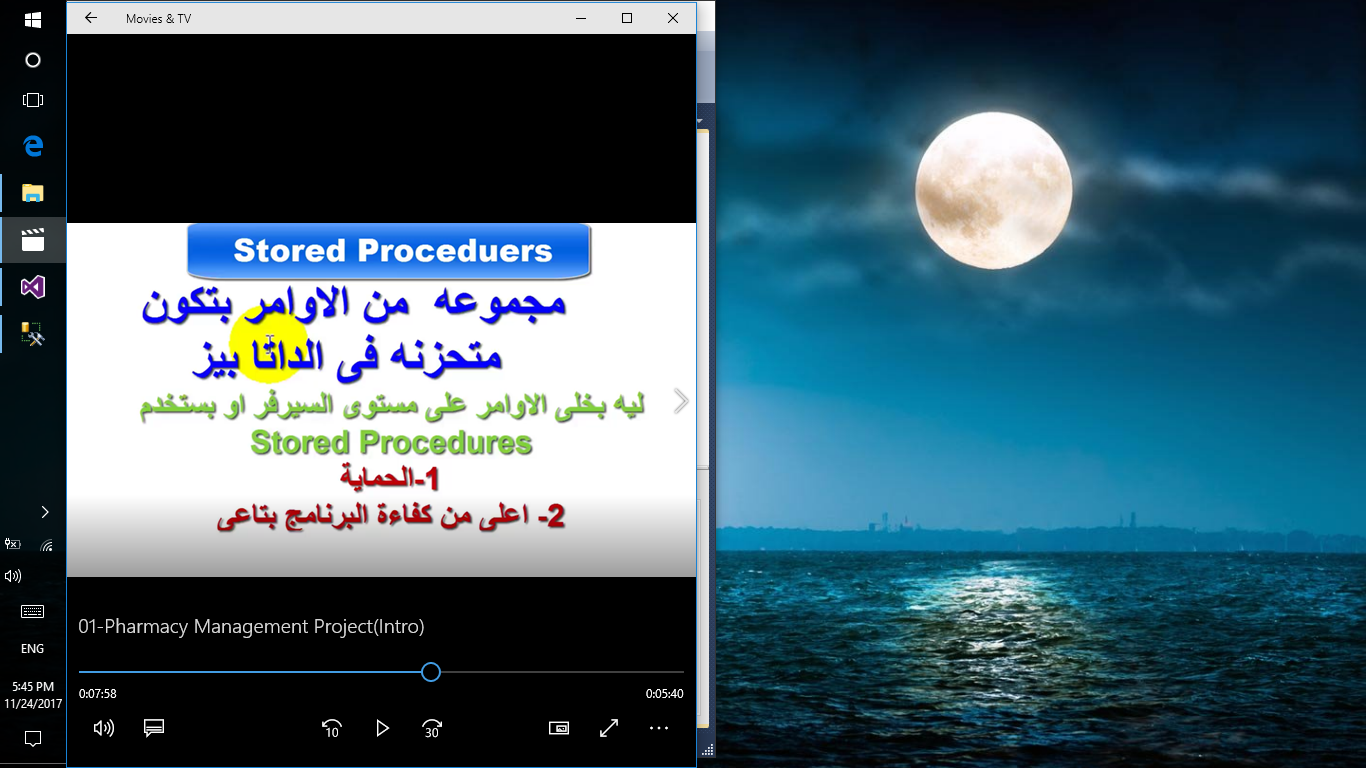 Movies & TV
Stored Proceduers
مجموعه من الاوامر بتكون
متحزنه فى الداتا بيز
ليه بخلى الاوامر على مستوى السيرفر او بستخدم
Stored Procedures
1-الحماية
2- اعلى من كفاءة البرنامج بتاعى
01-Pharmacy Management Project(Intro)
0:07:58
0:05:40
10
30
ENG
5:45 PM
11/24/2017